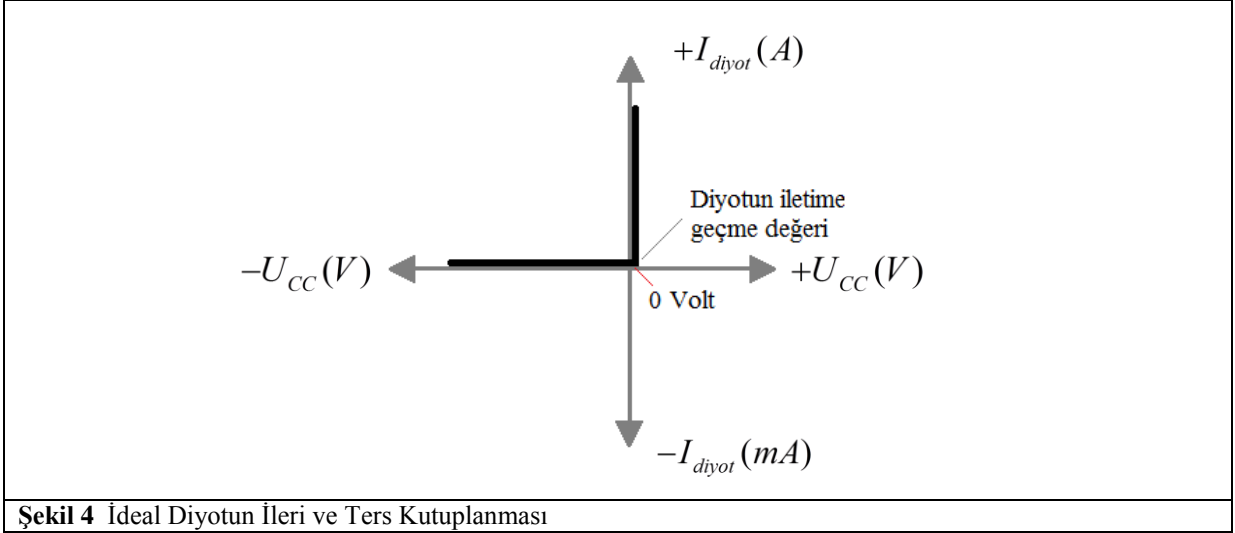 +I_diyot(A)
Diyotun iletime
geçme değeri
−U_CC(V)
+U_CC(V)
0 Volt
−I_diyot(mA)
Şekil 4 İdeal Diyotun İleri ve Ters Kutuplanması